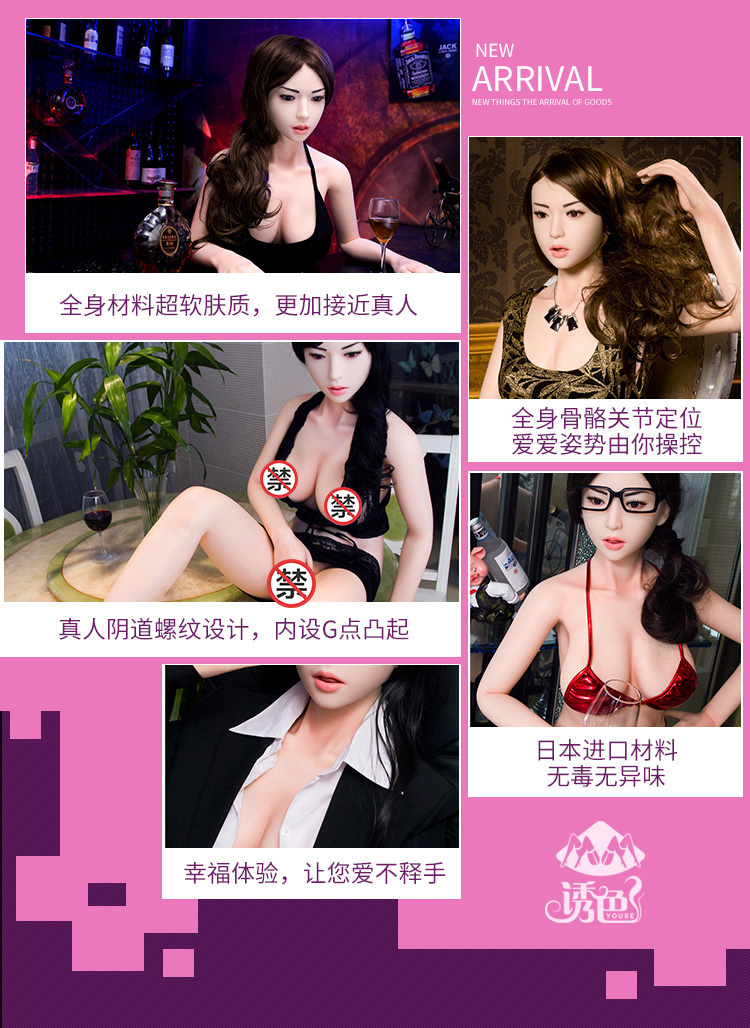 NEW
ARRIVAL
NEW THINGS THE ARRIVAL OF GOODS
JACK
全身材料超软肤质，更加接近真人
全身骨骼关节定位
爱爱姿势由你操控
禁
禁
禁
真人阴道螺纹设计，内设G点凸起
日本进口材料
无毒无异味
幸福体验，让您爱不释手
诱色
YOUSE